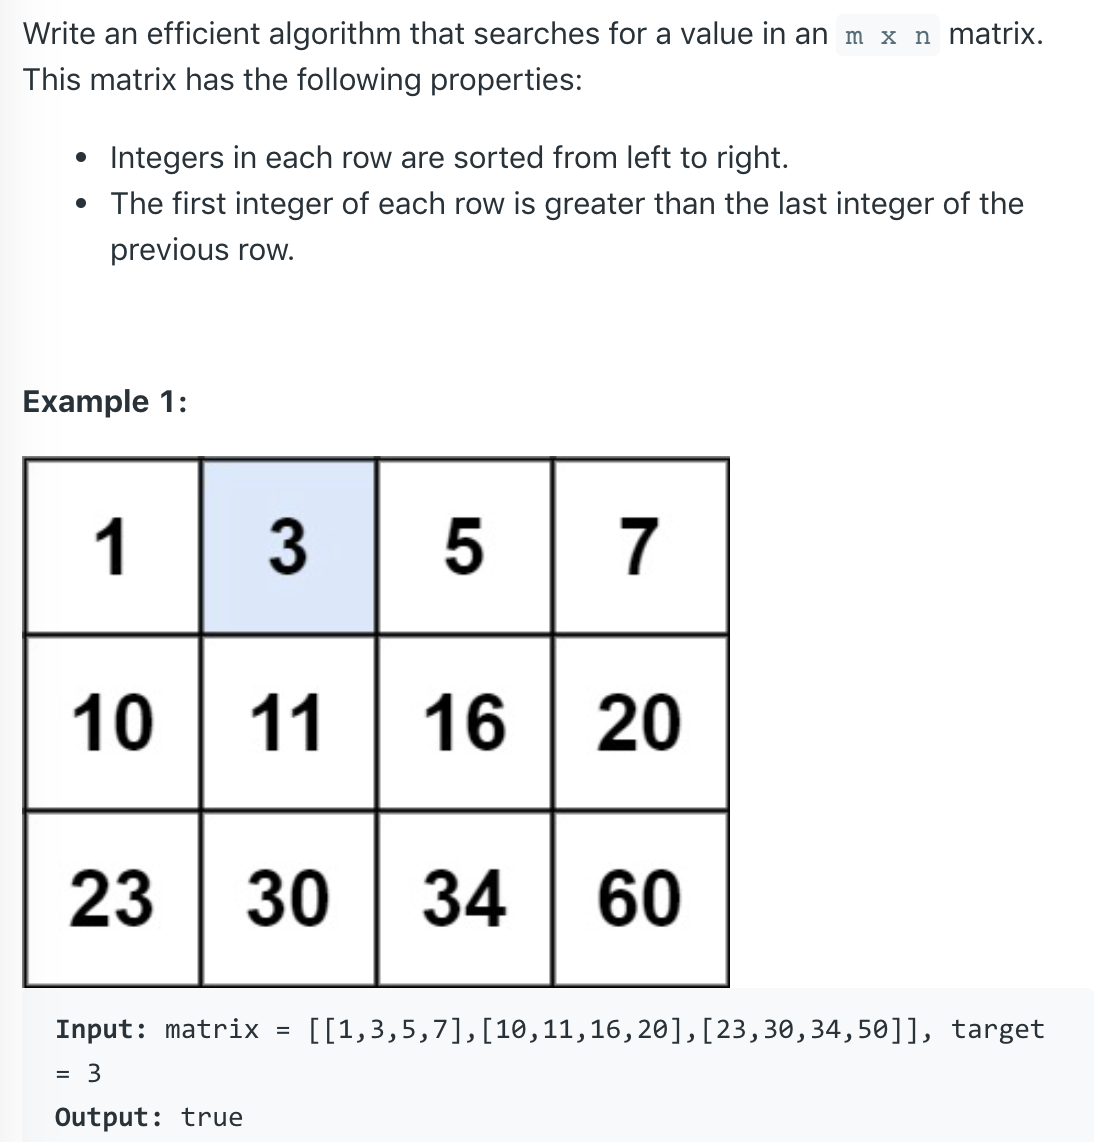 Write an efficient algorithm that searches for a value in an m x n matrix.
This matrix has the following properties:
• Integers in each row are sorted from left to right.
• The first integer of each row is greater than the last integer of the
previous row.
Example 1:
1 3 5 7
10 11 16 20
23 30 34 60
Input: matrix = [[1,3,5,7],[10,11,16,20],[23,30,34,50]], target
= 3
Output: true